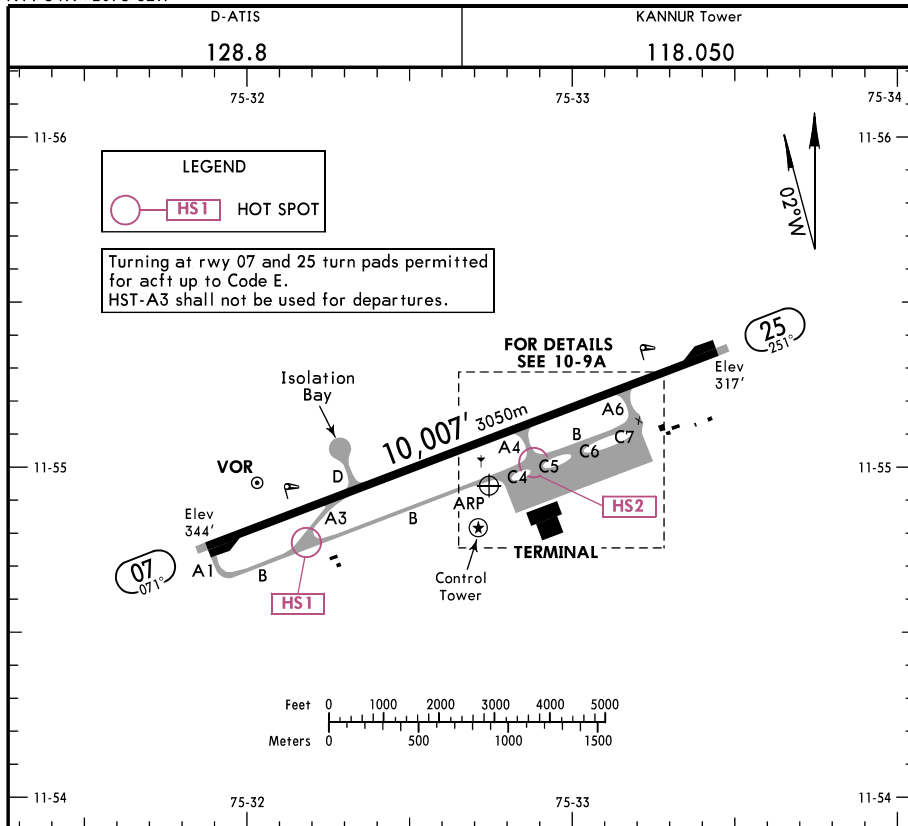 D-ATIS
128.8
KANNUR Tower
118.050
75-32
75-33
75-34
11-56
11-56
LEGEND
HS1 HOT SPOT
02°W
Turning at rwy 07 and 25 turn pads permitted
for acft up to Code E.
HST-A3 shall not be used for departures.
25
251°
FOR DETAILS
SEE 10-9A
Elev
317'
Isolation
Bay
10,007' 3050m
A6
A4
B
C7
C6
C5
C4
11-55
11-55
VOR
D
ARP
HS2
A3
B
Elev
344'
TERMINAL
07
071°
A1
B
Control
Tower
HS1
Feet 0 1000 2000 3000 4000 5000
Meters 0 500 1000 1500
11-54
11-54
75-32
75-33